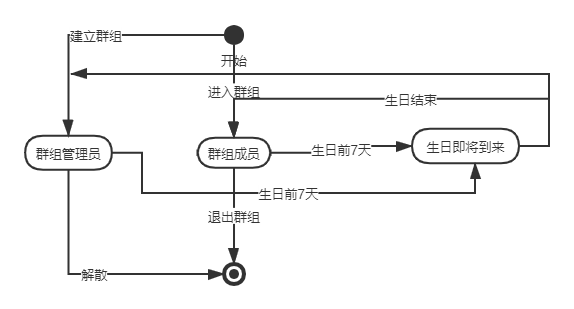 建立群组
开始
进入群组
生日结束
群组管理员
群组成员
生日前7天
生日即将到来
生日前7天
退出群组
解散